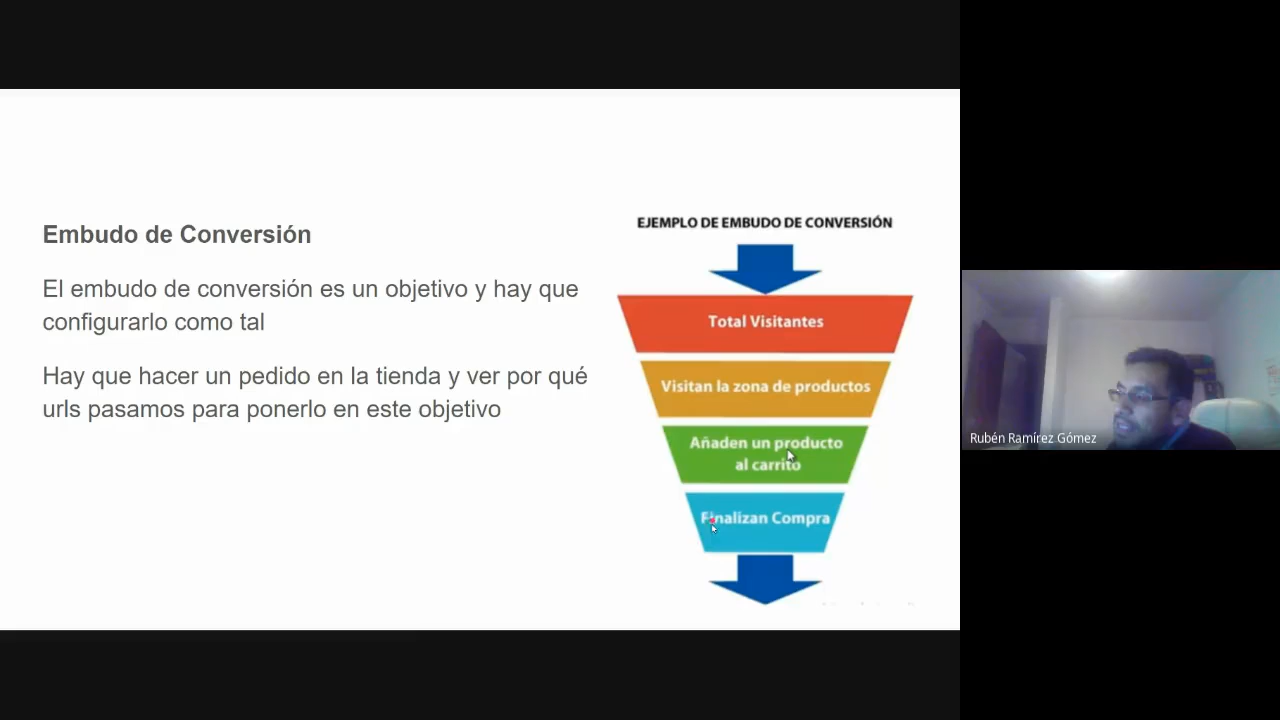 Embudo de Conversión
El embudo de conversión es un objetivo y hay que
configurarlo como tal
Hay que hacer un pedido en la tienda y ver por qué
urls pasamos para ponerlo en este objetivo
EJEMPLO DE EMBUDO DE CONVERSIÓN
Total Visitantes
Visitan la zona de productos
Añaden un producto
al carrito
Finalizan Compra
Rubén Ramírez Gómez